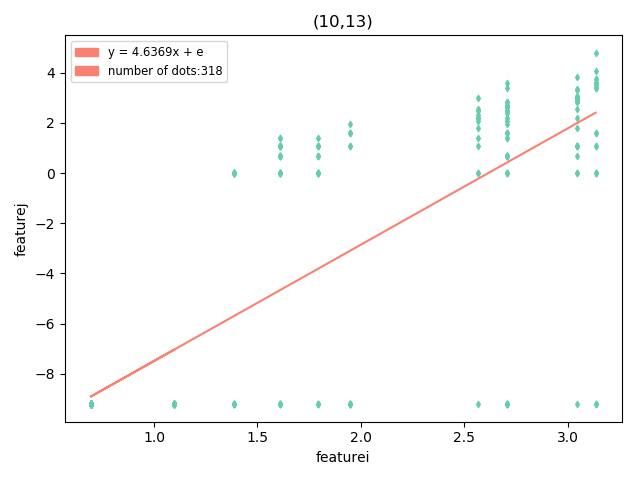 (10,13)
y = 4.6369x + e
number of dots:318
4
2
0
−2
−4
−6
−8
featurej
1.0 1.5 2.0 2.5 3.0
featurei